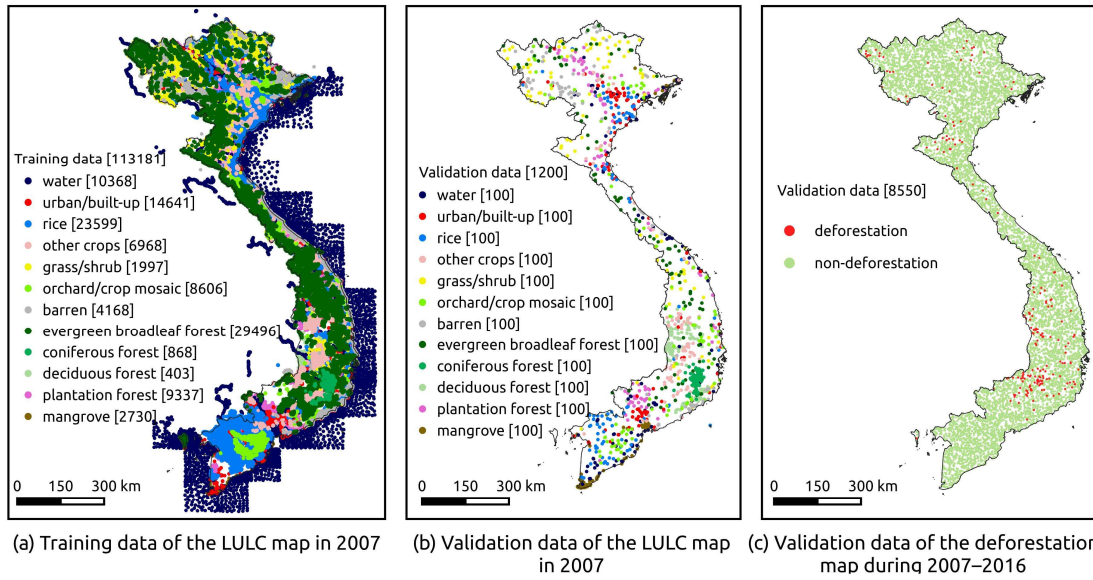 Training data [113181]
water [10368]
urban/built-up [14641]
rice [23599]
other crops [6968]
grass/shrub [1997]
orchard/crop mosaic [8606]
barren [4168]
evergreen broadleaf forest [29496]
coniferous forest [868]
deciduous forest [403]
plantation forest [9337]
mangrove [2730]
0 150 300 km
(a) Training data of the LULC map in 2007
Validation data [1200]
water [100]
urban/built-up [100]
rice [100]
other crops [100]
grass/shrub [100]
orchard/crop mosaic [100]
barren [100]
evergreen broadleaf forest [100]
coniferous forest [100]
deciduous forest [100]
plantation forest [100]
mangrove [100]
0 150 300 km
(b) Validation data of the LULC map
in 2007
Validation data [8550]
deforestation
non-deforestation
0 150 300 km
(c) Validation data of the deforestation
map during 2007–2016